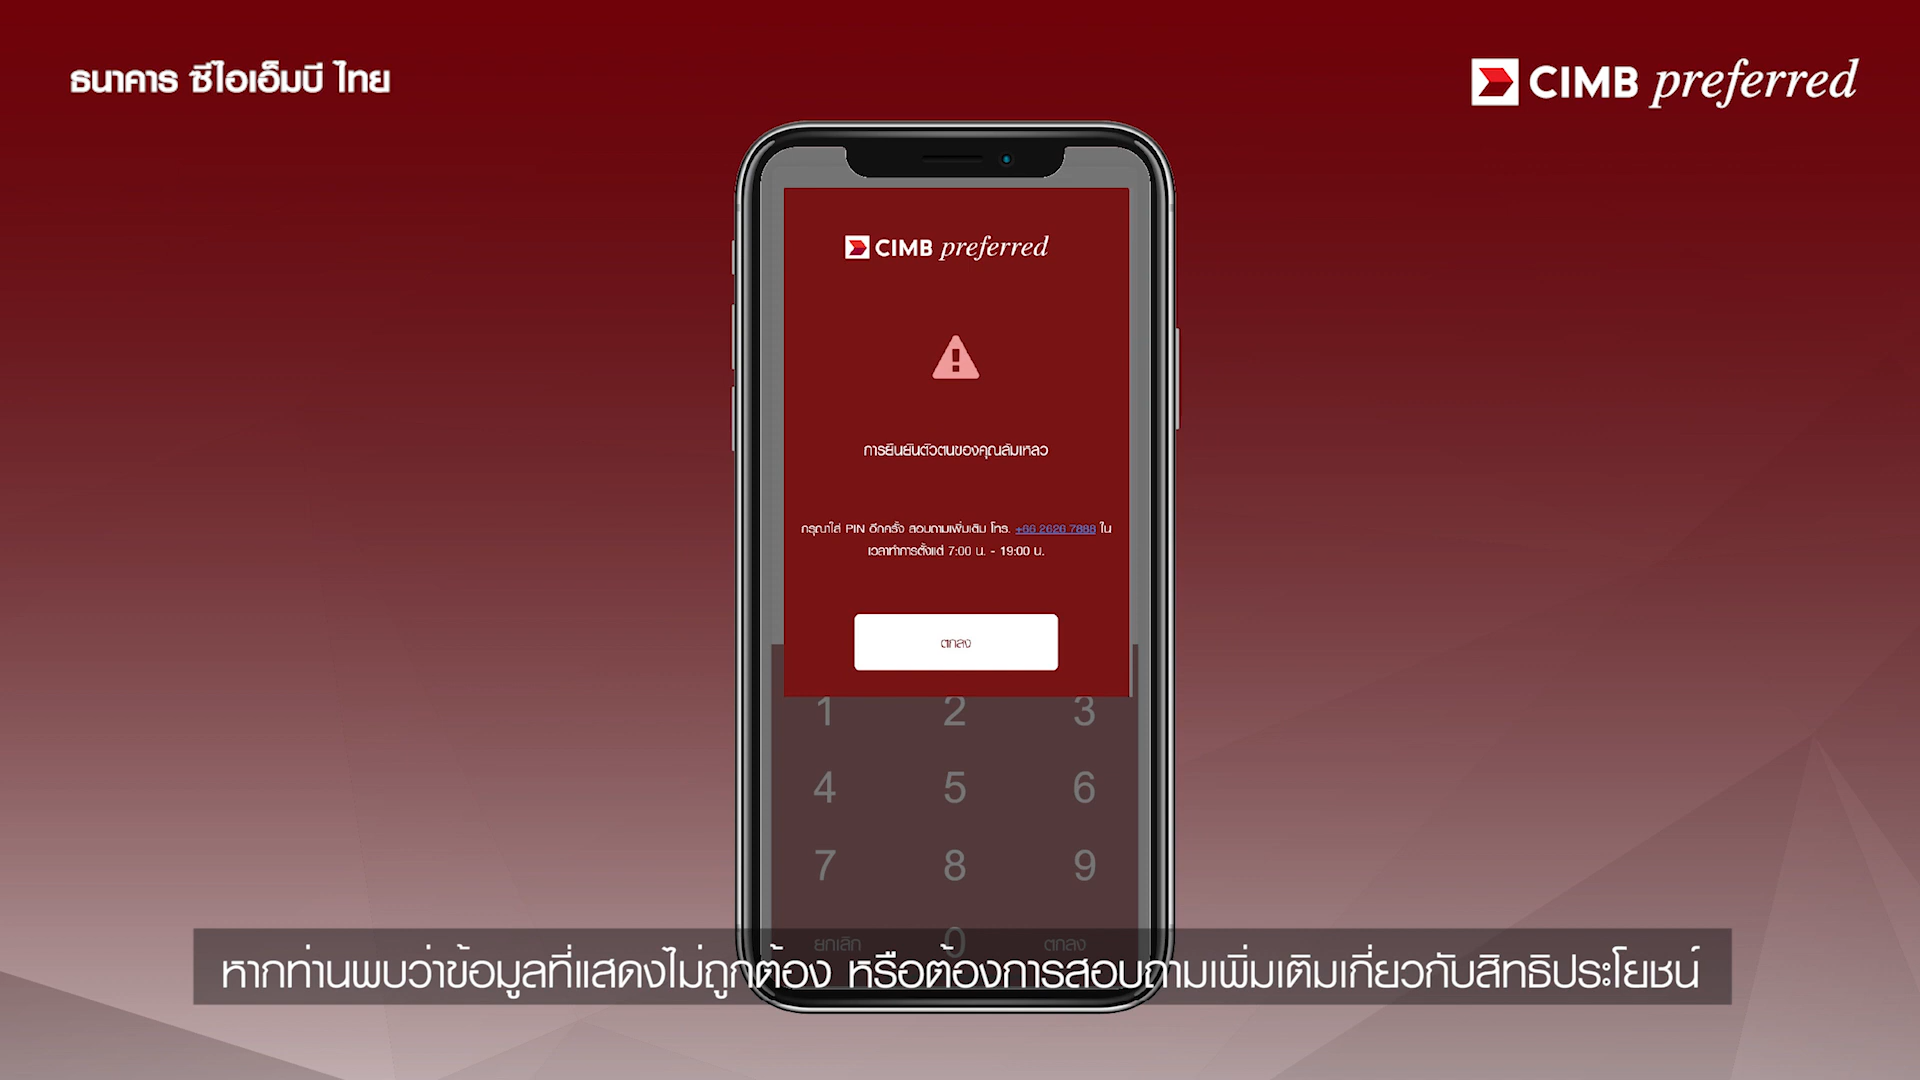 ธนาคาร ซีไอเอ็มบี ไทย
CIMB preferred
CIMB preferred
การยืนยันตัวตนของคุณล้มเหลว
กรุณาใส่ PIN อีกครั้ง สอบถามเพิ่มเติม โทร. +66 2626 7888 ใน
เวลาทำการตั้งแต่ 7:00 น. - 19:00 น.
ตกลง
1 2 3
4 5 6
7 8 9
ยกเลิก 0 ตกลง
หากท่านพบว่าข้อมูลที่แสดงไม่ถูกต้อง หรือต้องการสอบถามเพิ่มเติมเกี่ยวกับสิทธิประโยชน์